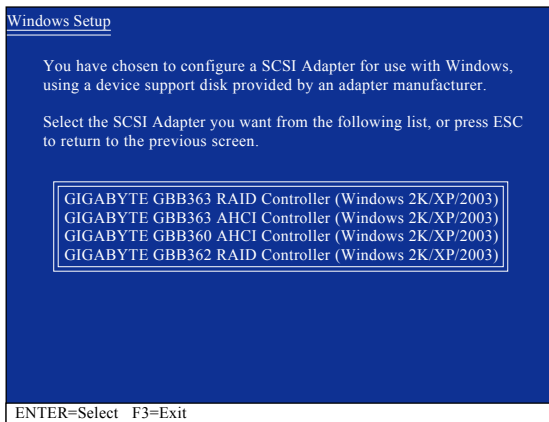 Windows Setup
You have chosen to configure a SCSI Adapter for use with Windows,
using a device support disk provided by an adapter manufacturer.
Select the SCSI Adapter you want from the following list, or press ESC
to return to the previous screen.
GIGABYTE GBB363 RAID Controller (Windows 2K/XP/2003)
GIGABYTE GBB363 AHCI Controller (Windows 2K/XP/2003)
GIGABYTE GBB360 AHCI Controller (Windows 2K/XP/2003)
GIGABYTE GBB362 RAID Controller (Windows 2K/XP/2003)
ENTER=Select F3=Exit